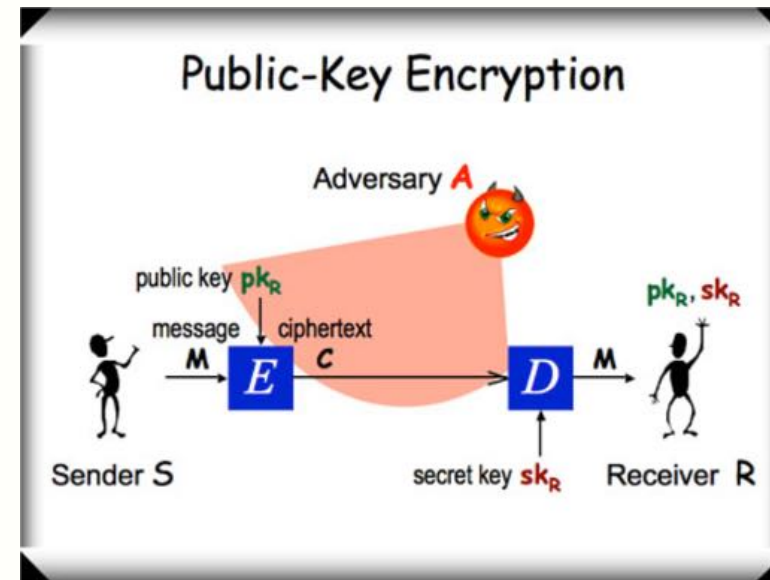 Public-Key Encryption
Adversary A
public key pkR
pkR, skR
message ciphertext
M E C D M
Sender S
secret key skR
Receiver R